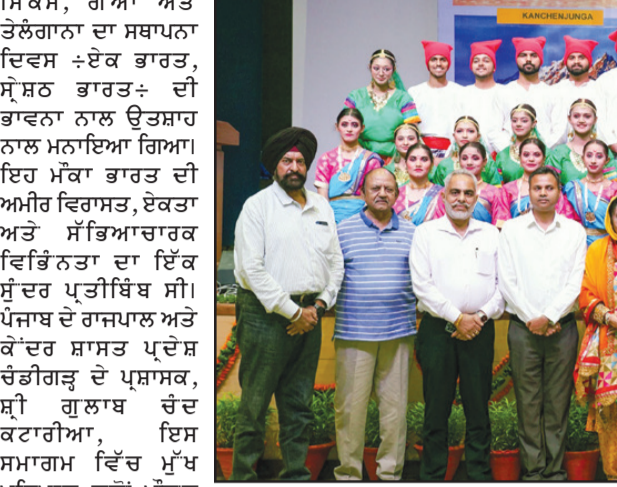 ਸਿੱਕਮ, ਗੋਆ ਅਤੇ
ਤੇਲੰਗਾਨਾ ਦਾ ਸਥਾਪਨਾ
ਦਿਵਸ ÷ਏਕ ਭਾਰਤ,
ਸ੍ਰੇਸ਼ਠ ਭਾਰਤ÷ ਦੀ
ਭਾਵਨਾ ਨਾਲ ਉਤਸ਼ਾਹ
ਨਾਲ ਮਨਾਇਆ ਗਿਆ।
ਇਹ ਮੌਕਾ ਭਾਰਤ ਦੀ
ਅਮੀਰ ਵਿਰਾਸਤ, ਏਕਤਾ
ਅਤੇ ਸੱਭਿਆਚਾਰਕ
ਵਿਭਿੰਨਤਾ ਦਾ ਇੱਕ
ਸੁੰਦਰ ਪ੍ਰਤੀਬਿੰਬ ਸੀ।
ਪੰਜਾਬ ਦੇ ਰਾਜਪਾਲ ਅਤੇ
ਕੇਂਦਰ ਸ਼ਾਸਤ ਪ੍ਰਦੇਸ਼
ਚੰਡੀਗੜ੍ਹ ਦੇ ਪ੍ਰਸ਼ਾਸਕ,
ਸ਼੍ਰੀ ਗੁਲਾਬ ਚੰਦ
ਕਟਾਰੀਆ, ਇਸ
ਸਮਾਗਮ ਵਿੱਚ ਮੁੱਖ
KANCHENJUNGA